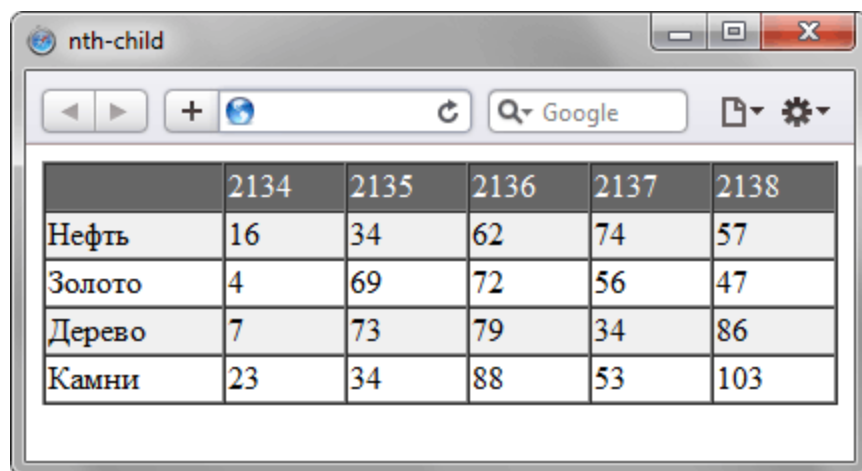 nth-child
Google
2134 2135 2136 2137 2138
Нефть 16 34 62 74 57
Золото 4 69 72 56 47
Дерево 7 73 79 34 86
Камни 23 34 88 53 103